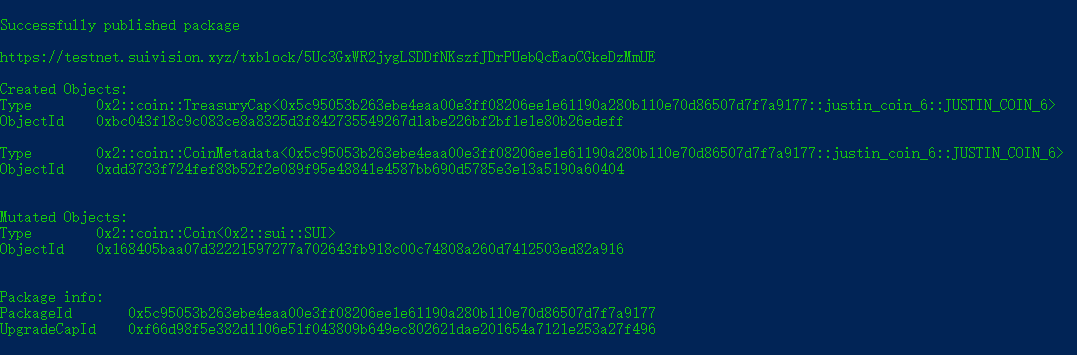 Successfully published package
https://testnet.suivision.xyz/txblock/5Uc3GxWR2jygLSDDfNKszfJDrPUebQcEaoCGkeDzMmUE
Created Objects:
Type 0x2::coin::TreasuryCap<0x5c95053b263ebe4eaa00e3ff08206ee1e61190a280b110e70d86507d7f7a9177::justin_coin_6::JUSTIN_COIN_6>
ObjectId 0xbc043f18c9c083ce8a8325d3f842735549267d1abe226bf2bf1e1e80b26edeff
Type 0x2::coin::CoinMetadata<0x5c95053b263ebe4eaa00e3ff08206ee1e61190a280b110e70d86507d7f7a9177::justin_coin_6::JUSTIN_COIN_6>
ObjectId 0xdd3733f724fef88b52f2e089f95e48841e4587bb690d5785e3e13a5190a60404
Mutated Objects:
Type 0x2::coin::Coin<0x2::sui::SUI>
ObjectId 0x168405baa07d32221597277a702643fb918c00c74808a260d7412503ed82a916
Package info:
PackageId 0x5c95053b263ebe4eaa00e3ff08206ee1e61190a280b110e70d86507d7f7a9177
UpgradeCapId 0xf66d98f5e382d1106e51f043809b649ec802621dae201654a7121e253a27f496